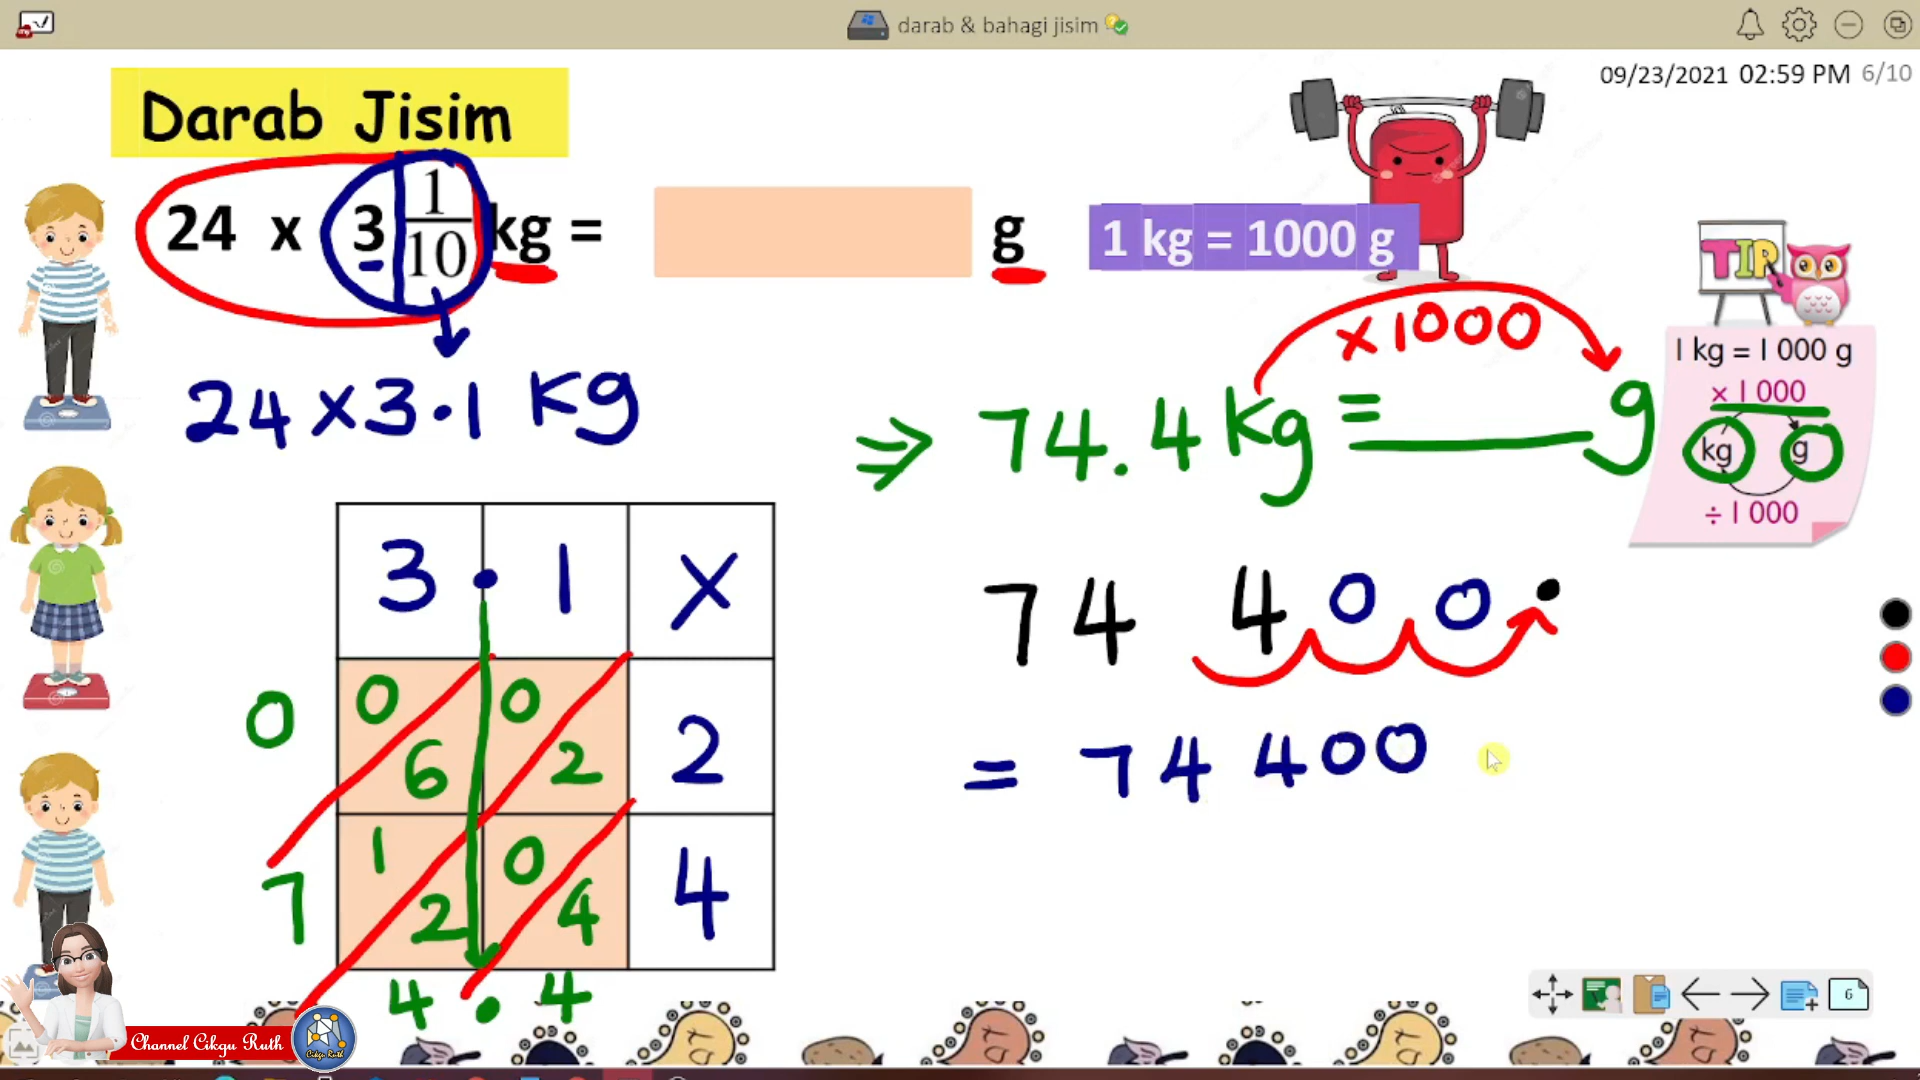 darab & bahagi jisim
09/23/2021 02:59 PM 6/10
Darab Jisim
24 x 3 1/10 kg = g
1 kg = 1000 g
TIP
x1000
1 kg = 1 000 g
× 1 000
kg g
÷ 1 000
24 x 3.1 kg
⇒ 74.4 kg = g
3 . 1 X
0 0 6 0 2 2
7 1 2 0 4 4
4 . 4
74 400.
= 74 400
6
Channel Cikgu Ruth
Cikgu Ruth